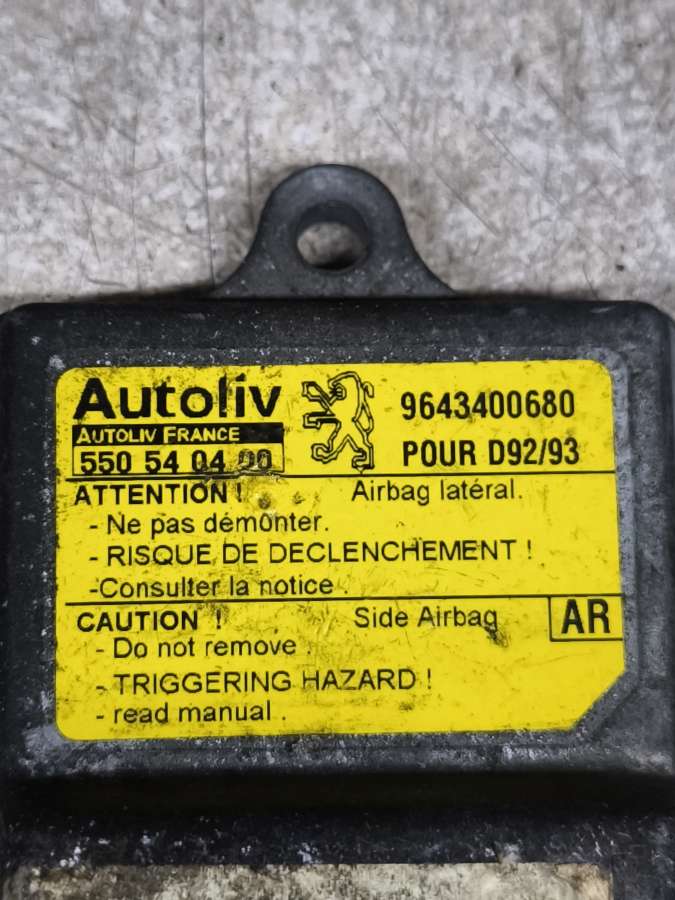 Autoliv
AUTOLIV FRANCE
550 54 04 00
9643400680
POUR D92/93
ATTENTION ! Airbag latéral.
- Ne pas démonter.
- RISQUE DE DECLENCHEMENT !
-Consulter la notice .
CAUTION ! Side Airbag AR
- Do not remove .
- TRIGGERING HAZARD !
- read manual .